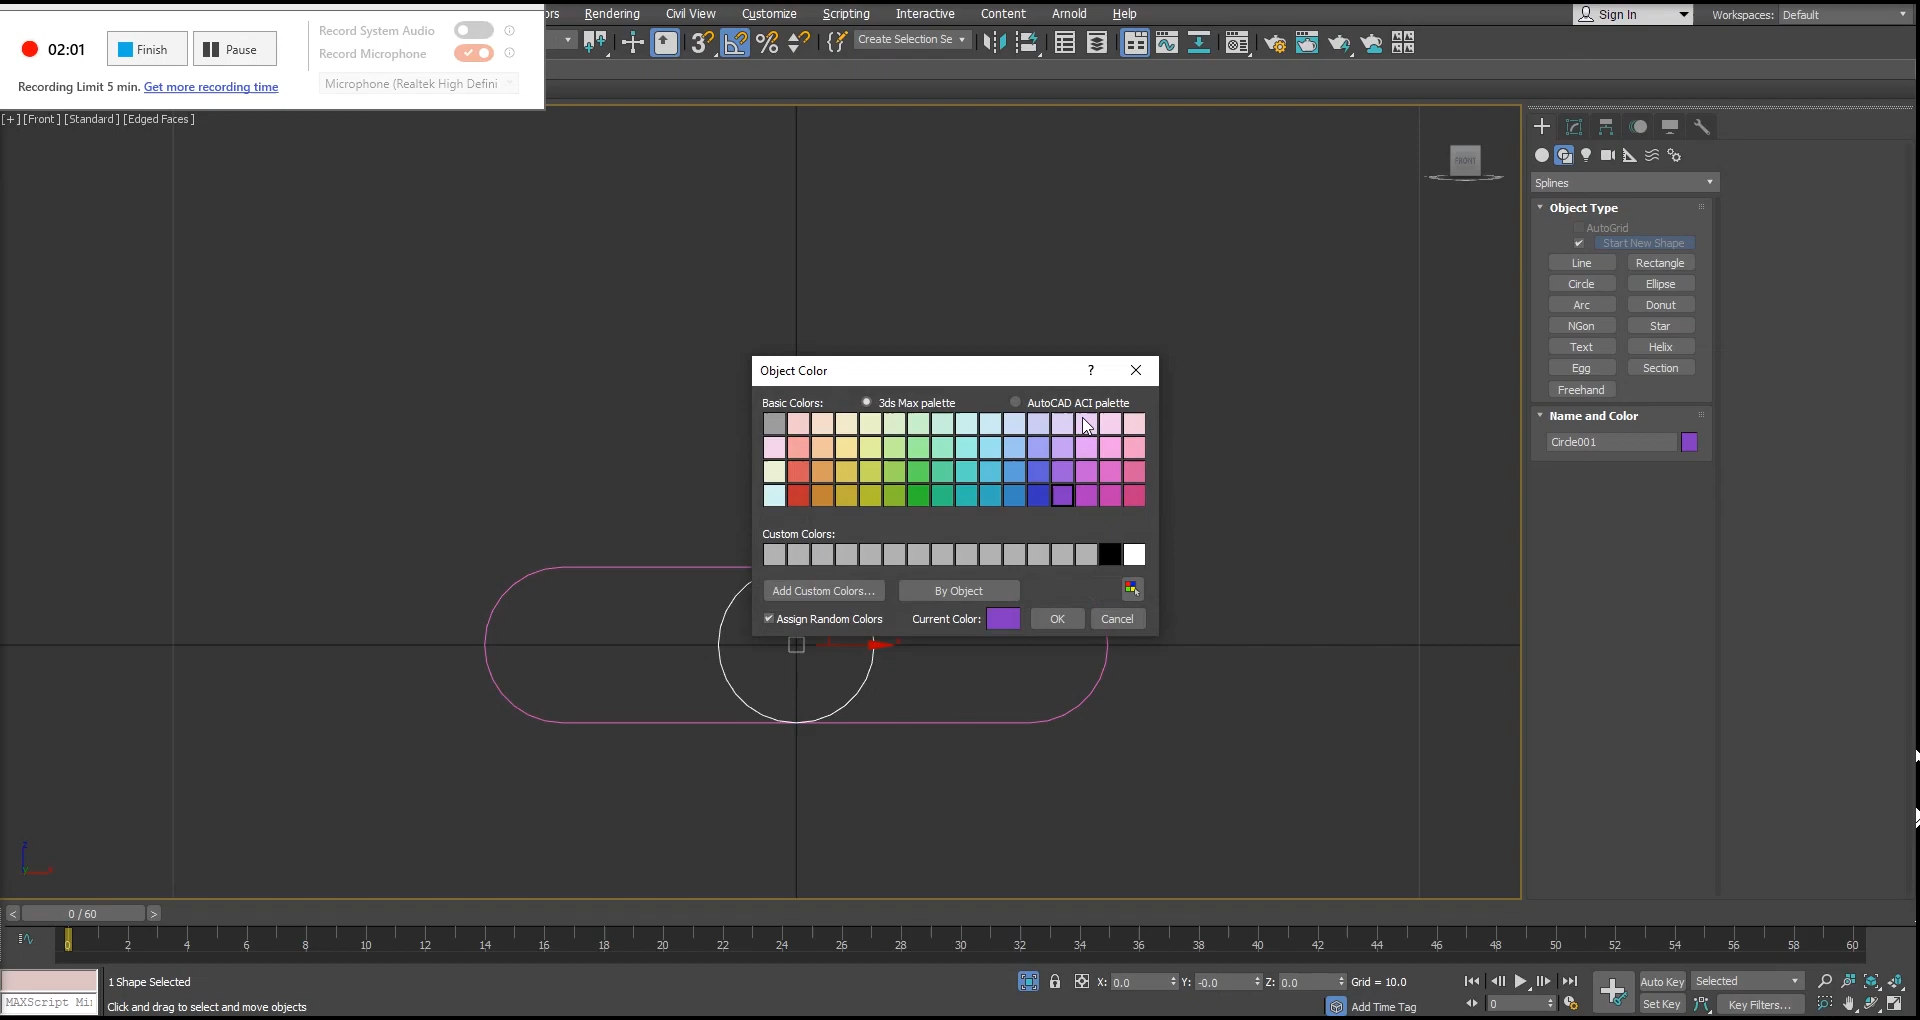 02:01
Finish
Pause
Record System Audio
Record Microphone
Microphone (Realtek High Defini
Recording Limit 5 min. Get more recording time
ors Rendering Civil View Customize Scripting Interactive Content Arnold Help
Sign In
Workspaces: Default
Create Selection Se
[+] [Front ] [Standard ] [Edged Faces ]
FRONT
Splines
Object Type
AutoGrid
Start New Shape
Line Rectangle
Circle Ellipse
Arc Donut
NGon Star
Text Helix
Egg Section
Freehand
Name and Color
Circle001
Object Color ?
Basic Colors: 3ds Max palette AutoCAD ACI palette
Custom Colors:
Add Custom Colors... By Object
Assign Random Colors Current Color: OK Cancel
< 0 / 60 >
0 2 4 6 8 10 12 14 16 18 20 22 24 26 28 30 32 34 36 38 40 42 44 46 48 50 52 54 56 58 60
1 Shape Selected
X: 0.0 Y: -0.0 Z: 0.0 Grid = 10.0
Auto Key Selected
MAXScript Mi
Click and drag to select and move objects
Add Time Tag
0
Set Key Key Filters...